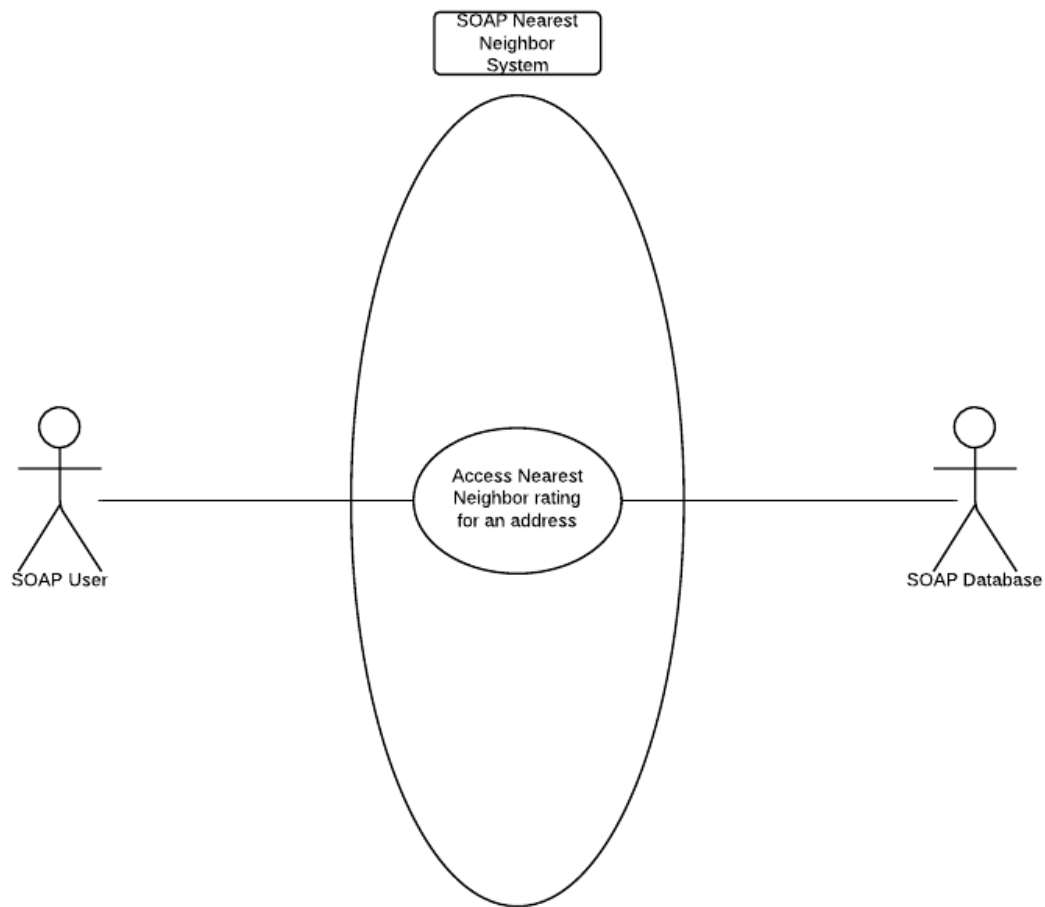 SOAP Nearest
Neighbor
System
Access Nearest
Neighbor rating
for an address
SOAP User
SOAP Database